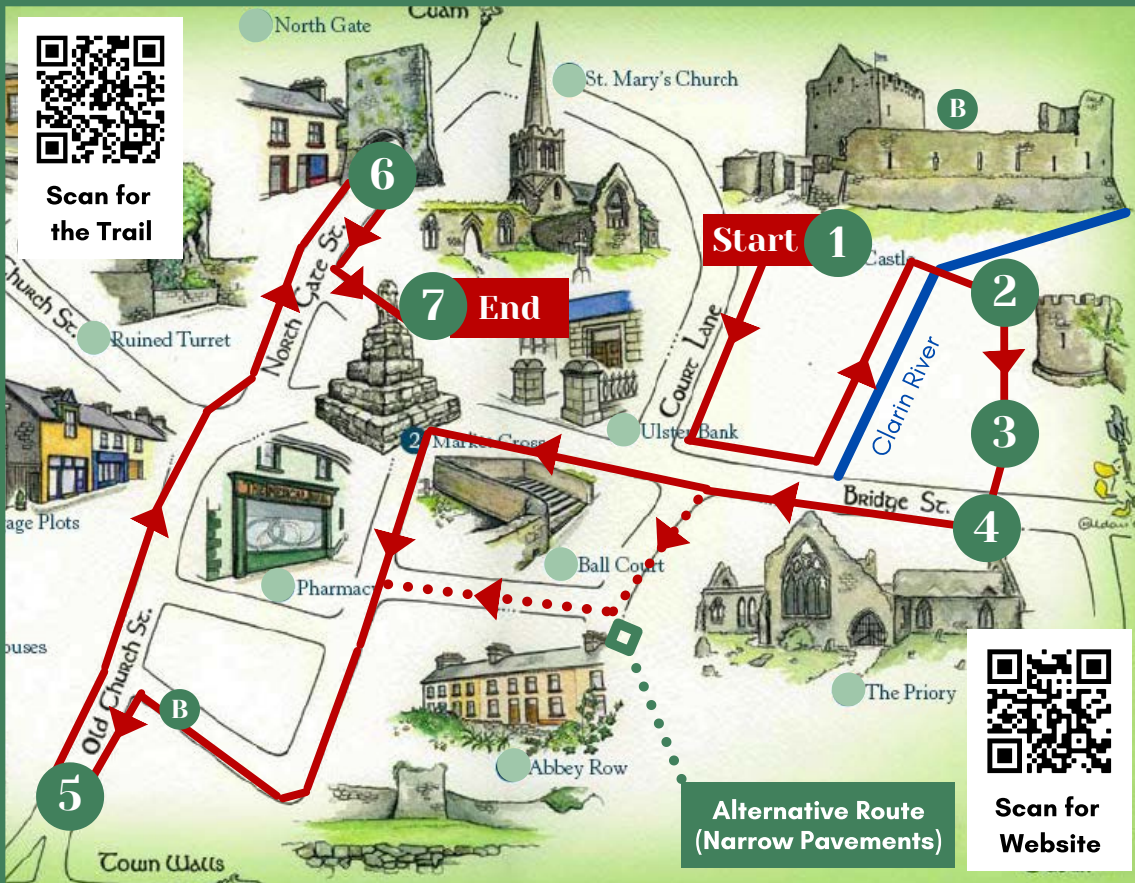 Cuam
North Gate
St. Mary's Church
B
Scan for
the Trail
6
Start 1
Castle
2
Church St.
North Gate St.
7 End
Ruined Turret
Court Lane
Clarin River
3
2 Market Cross
Ulster Bank
Bridge St.
4
age Plots
Ball Court
Pharmacy
Old Church St.
ouses
B
The Priory
Abbey Row
5
Alternative Route
(Narrow Pavements)
Scan for
Website
Town Walls